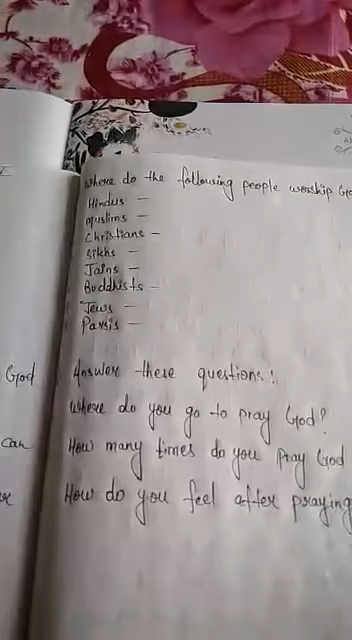 where do the following people worship God
Hindus -
Muslims -
Christians -
Sikhs -
Jains -
Buddhists -
Jews -
Parsis -
God
Answer these questions:
Where do you go to pray God?
can
How many times do you pray God
How do you feel after praying